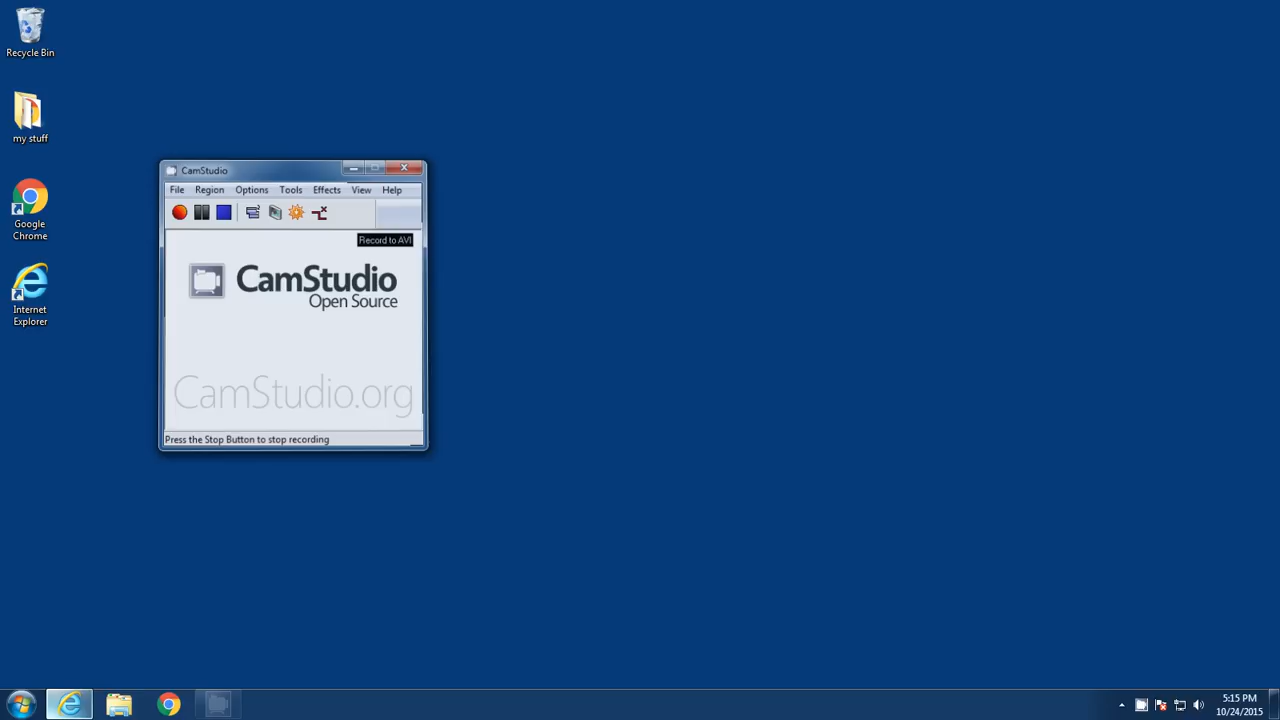 Recycle Bin
my stuff
Google
Chrome
Internet
Explorer
CamStudio
File Region Options Tools Effects View Help
Record to AVI
CamStudio
Open Source
CamStudio.org
Press the Stop Button to stop recording
5:15 PM
10/24/2015